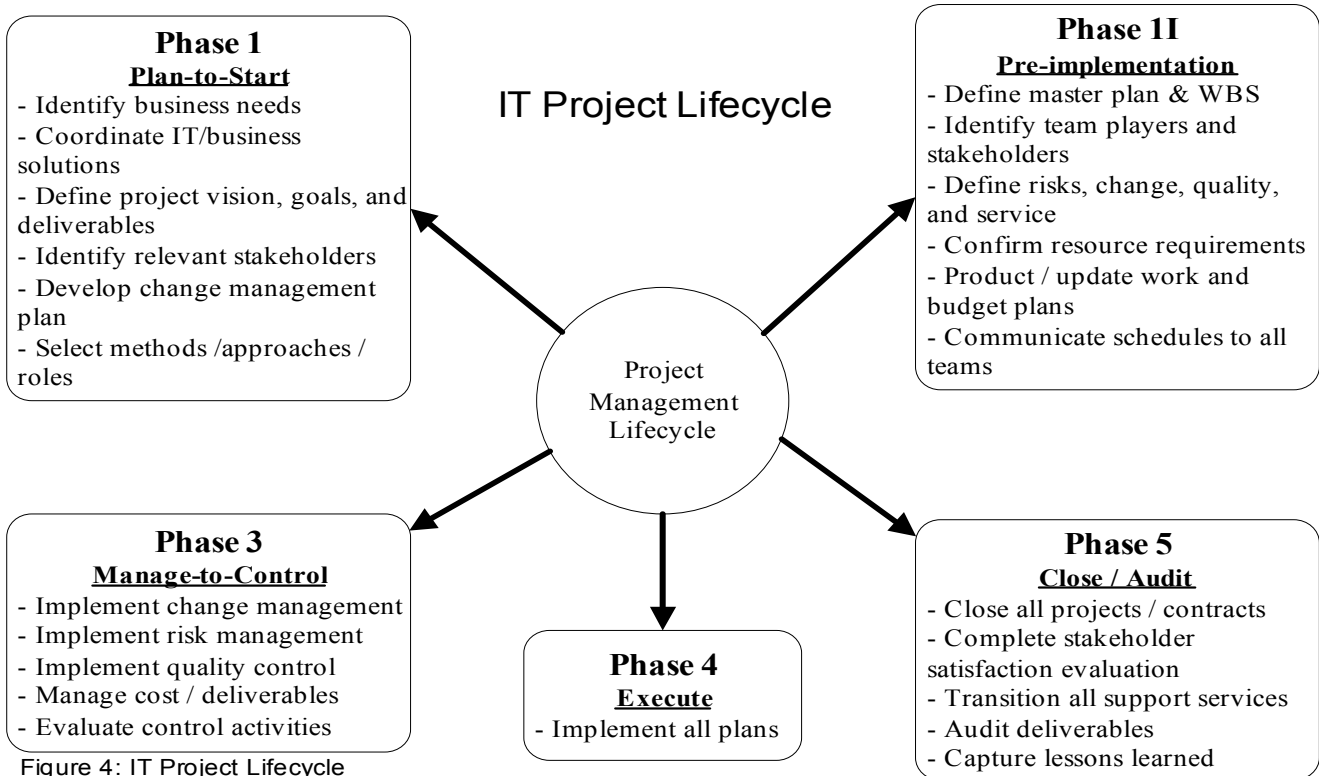 Phase 1
Plan-to-Start
- Identify business needs
- Coordinate IT/business
solutions
- Define project vision, goals, and
deliverables
- Identify relevant stakeholders
- Develop change management
plan
- Select methods /approaches /
roles
IT Project Lifecycle
Phase 1I
Pre-implementation
- Define master plan & WBS
- Identify team players and
stakeholders
- Define risks, change, quality,
and service
- Confirm resource requirements
- Product / update work and
budget plans
- Communicate schedules to all
teams
Project
Management
Lifecycle
Phase 3
Manage-to-Control
- Implement change management
- Implement risk management
- Implement quality control
- Manage cost / deliverables
- Evaluate control activities
Phase 4
Execute
- Implement all plans
Phase 5
Close / Audit
- Close all projects / contracts
- Complete stakeholder
satisfaction evaluation
- Transition all support services
- Audit deliverables
- Capture lessons learned
Figure 4: IT Project Lifecycle